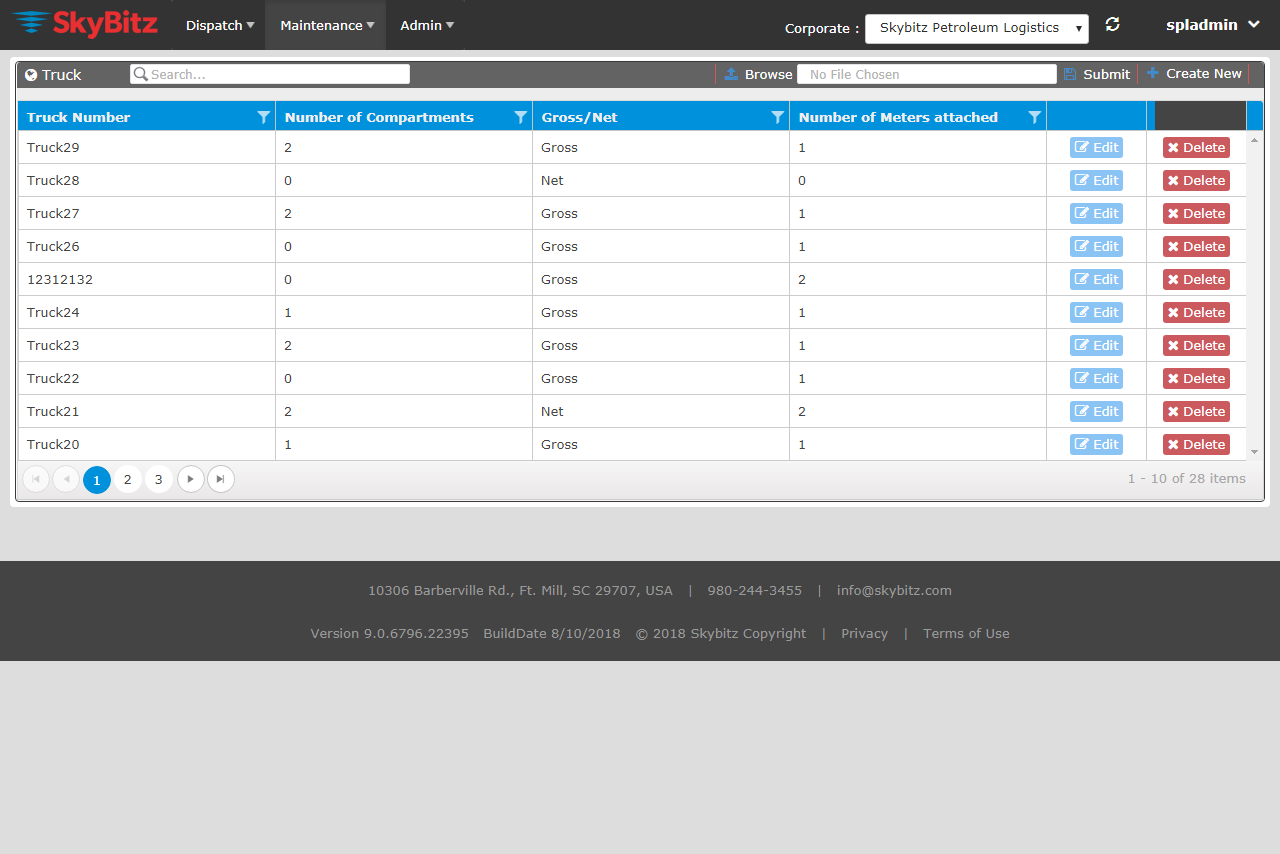 SkyBitz Dispatch Maintenance Admin Corporate : Skybitz Petroleum Logistics spladmin
Truck Search... Browse No File Chosen Submit Create New
Truck Number Number of Compartments Gross/Net Number of Meters attached
Truck29 2 Gross 1 Edit Delete
Truck28 0 Net 0 Edit Delete
Truck27 2 Gross 1 Edit Delete
Truck26 0 Gross 1 Edit Delete
12312132 0 Gross 2 Edit Delete
Truck24 1 Gross 1 Edit Delete
Truck23 2 Gross 1 Edit Delete
Truck22 0 Gross 1 Edit Delete
Truck21 2 Net 2 Edit Delete
Truck20 1 Gross 1 Edit Delete
1 2 3 1 - 10 of 28 items
10306 Barberville Rd., Ft. Mill, SC 29707, USA | 980-244-3455 | info@skybitz.com
Version 9.0.6796.22395 BuildDate 8/10/2018 © 2018 Skybitz Copyright | Privacy | Terms of Use